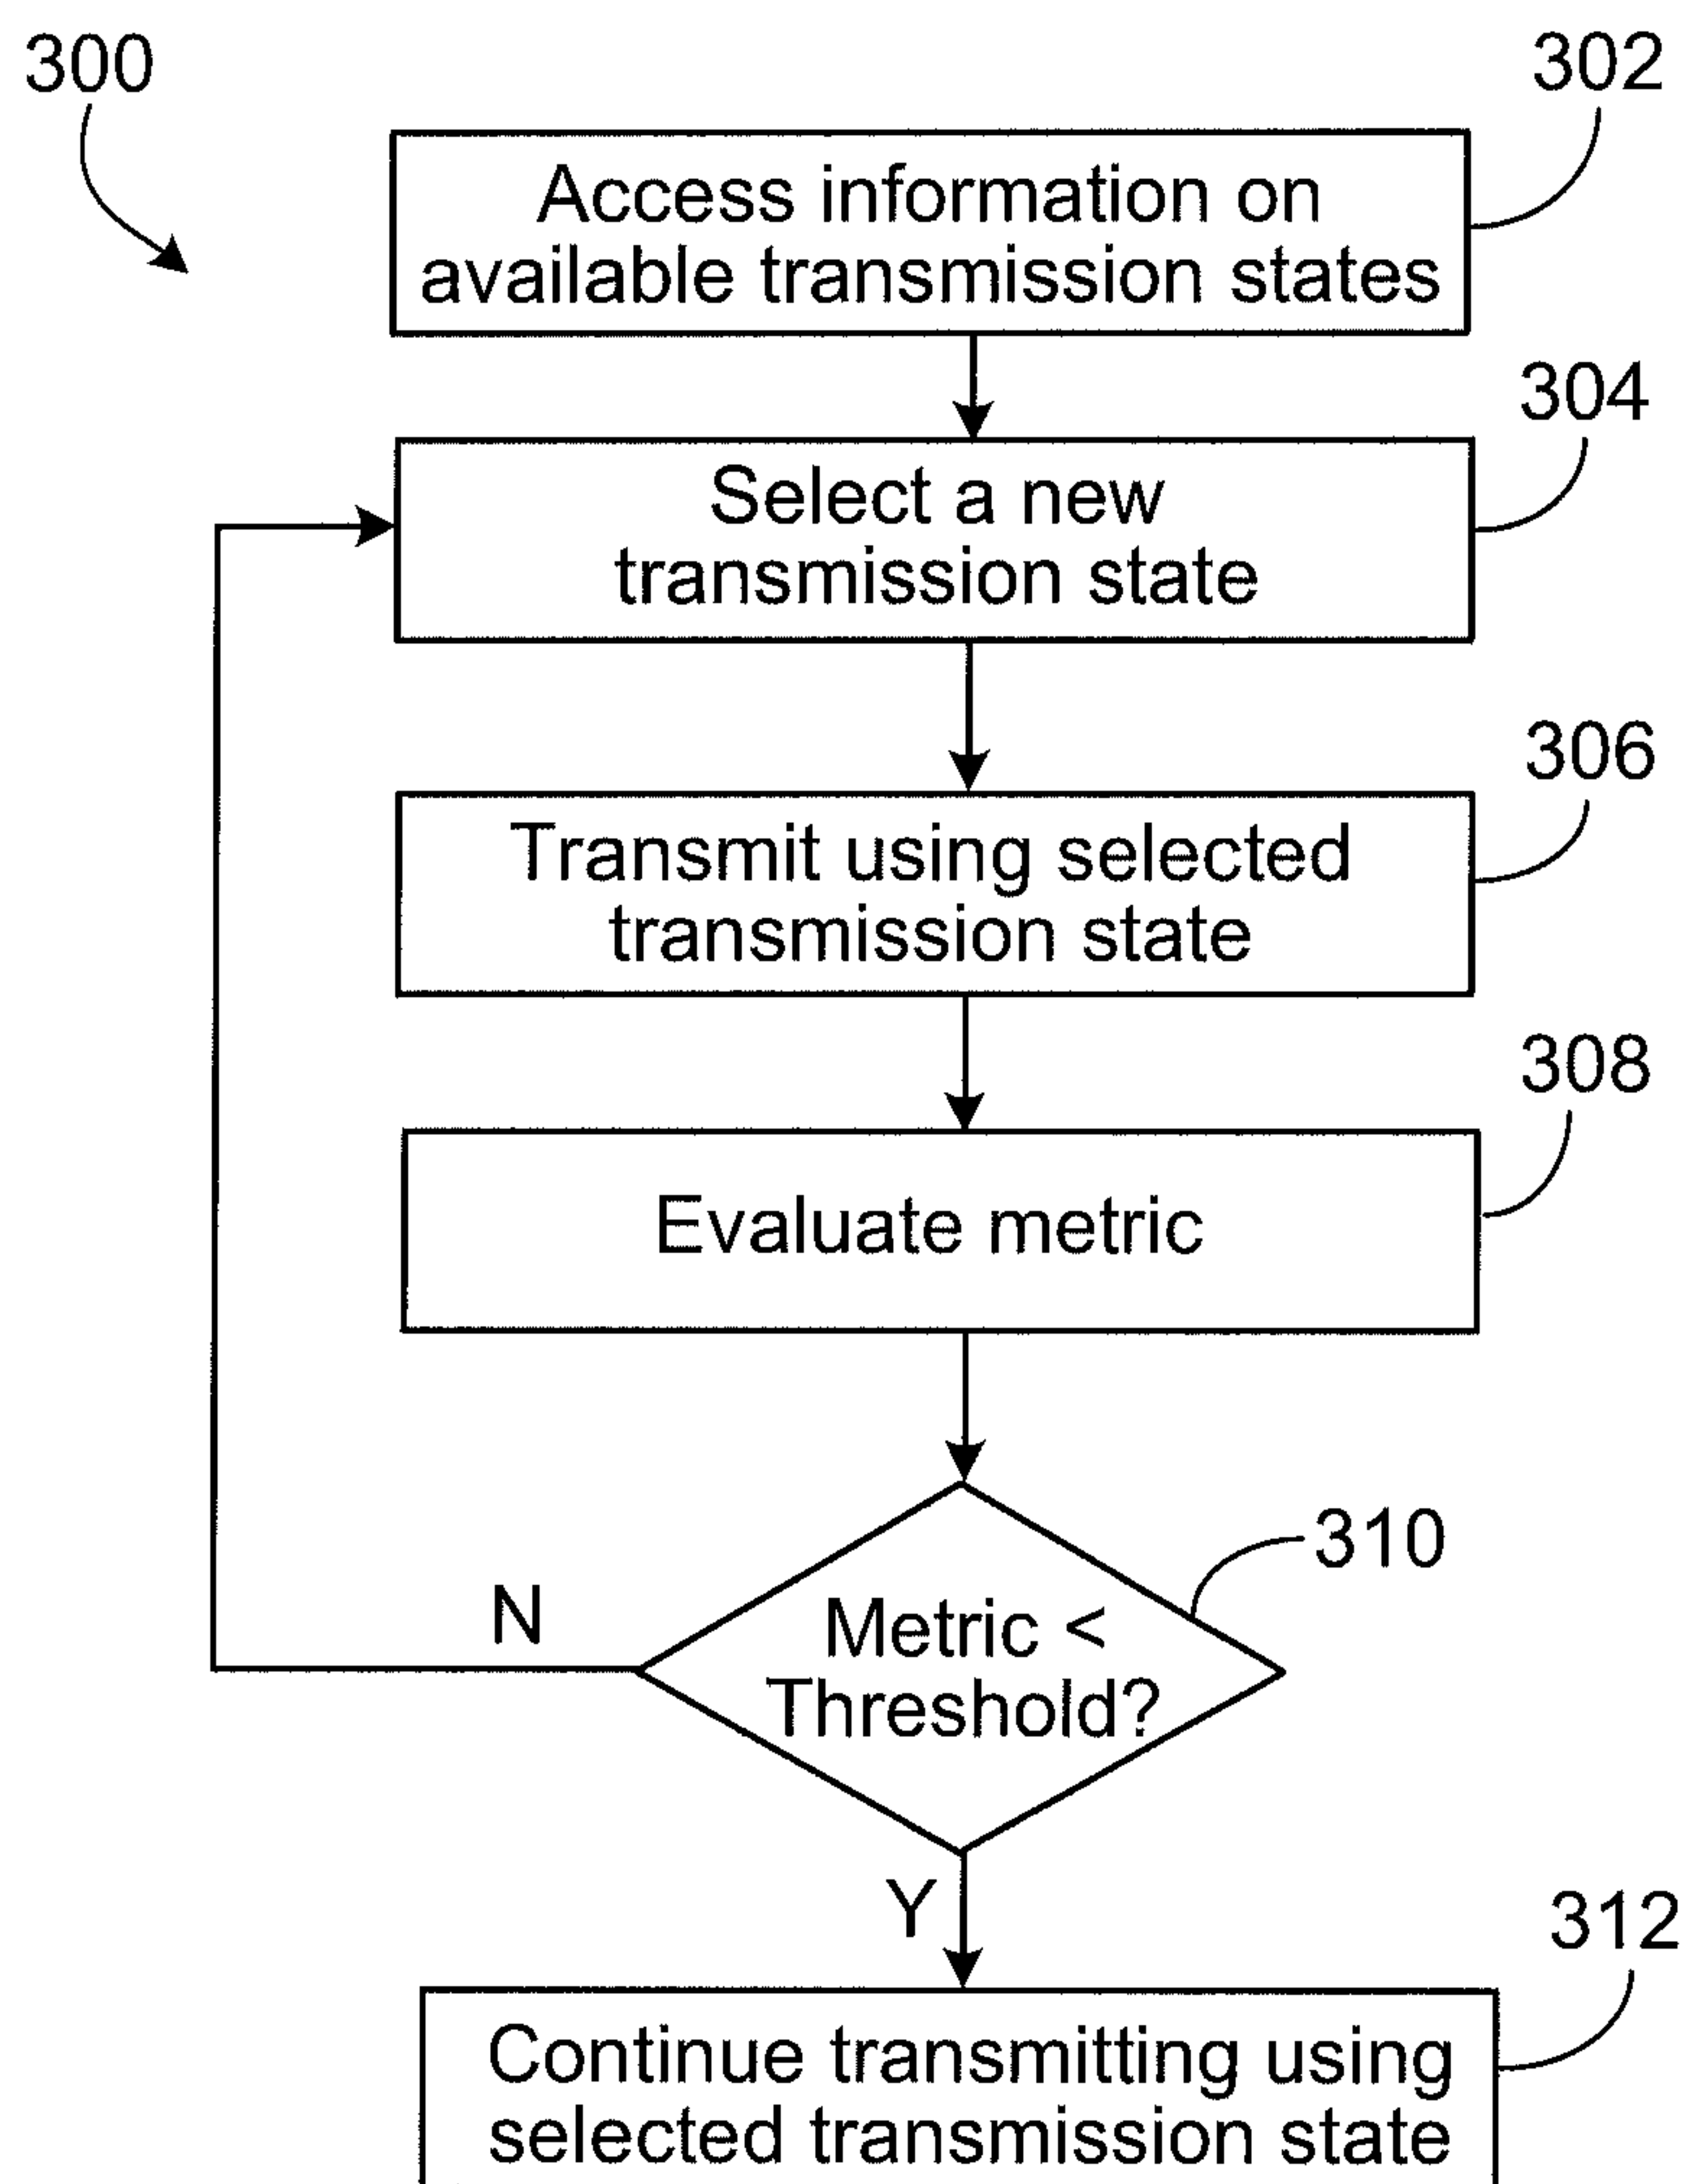 300
302
Access information on
available transmission states
304
Select a new
transmission state
306
Transmit using selected
transmission state
308
Evaluate metric
310
Metric <
Threshold?
N
Y
312
Continue transmitting using
selected transmission state